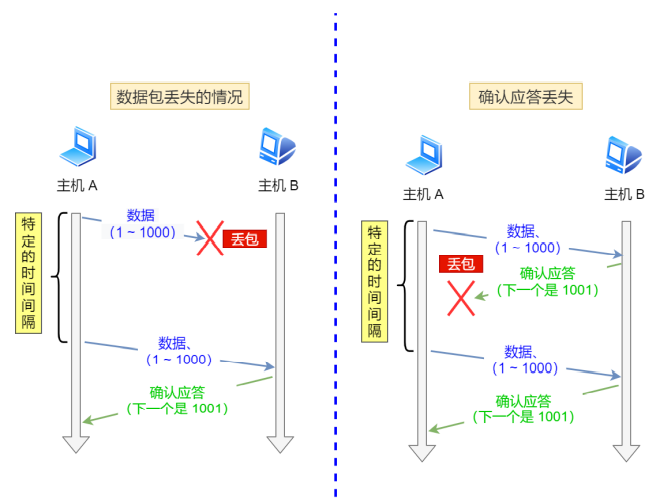 数据包丢失的情况
主机 A
主机 B
特定的时间间隔
数据
（1 ~ 1000）
丢包
数据、
（1 ~ 1000）
确认应答
（下一个是 1001）
确认应答丢失
主机 A
主机 B
特定的时间间隔
数据、
（1 ~ 1000）
丢包
确认应答
（下一个是 1001）
数据、
（1 ~ 1000）
确认应答
（下一个是 1001）